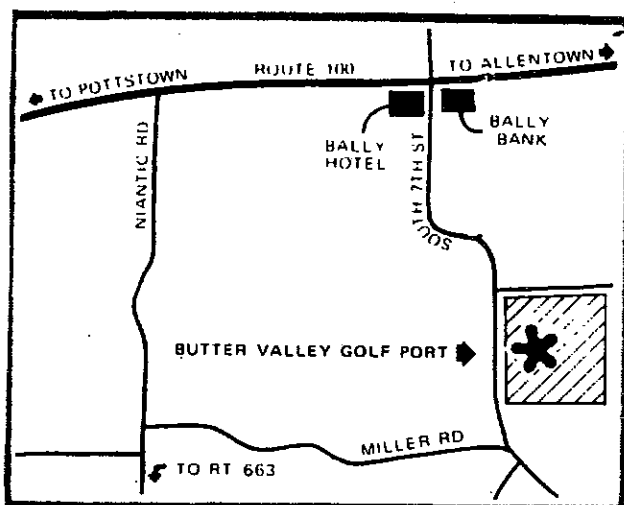 TO POTTSTOWN
ROUTE 100
TO ALLENTOWN
BALLY
HOTEL
BALLY
BANK
NIANTIC RD
SOUTH 7TH ST
BUTTER VALLEY GOLF PORT
MILLER RD
TO RT 663